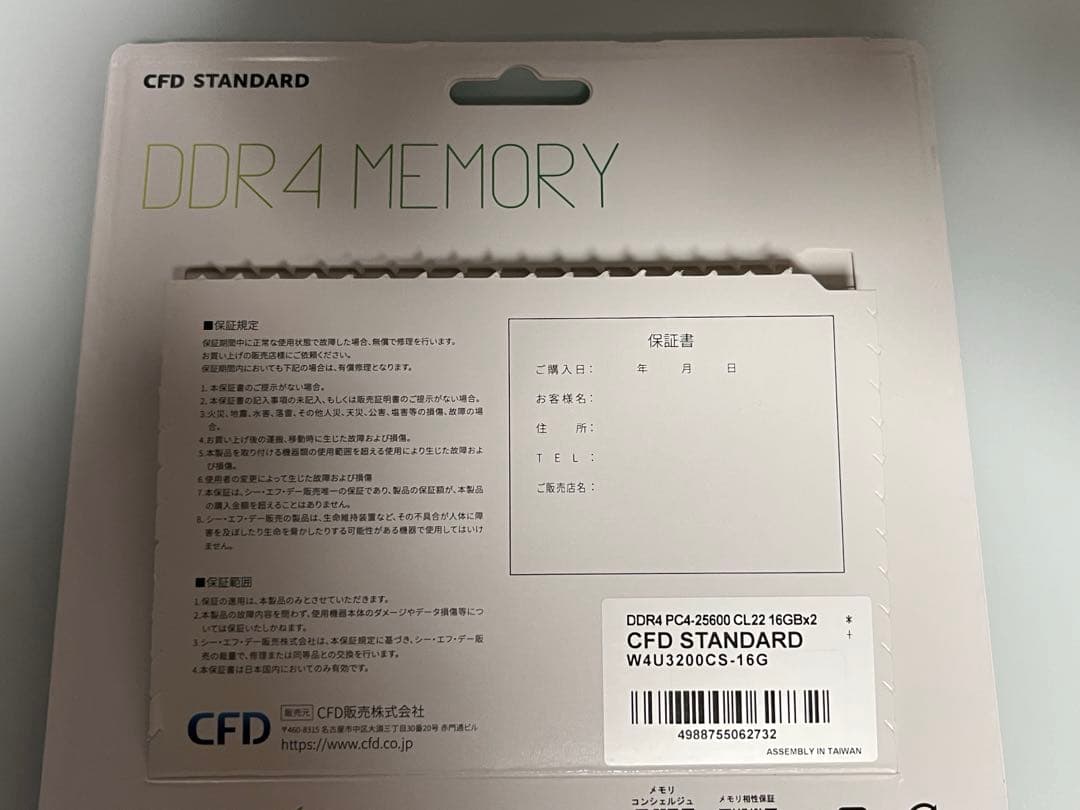 CFD STANDARD
DDR4 MEMORY
■保証規定
保証期間中に正常な使用状態で故障した場合、無償で修理を行います。
お買い上げの販売店様にご依頼ください。
保証期間内においても下記の場合は、有償修理となります。
1. 本保証書のご提示がない場合。
2. 本保証書の記入事項の未記入、もしくは販売証明書のご提示がない場合。
3.火災、地震、水害、落雷、その他人災、天災、公害、塩害等の損傷、故障の場
合。
4.お買い上げ後の運搬、移動時に生じた故障および損傷。
5.本製品を取り付ける機器類の使用範囲を超える使用により生じた故障およ
び損傷。
6.使用者の変更によって生じた故障および損傷
7.本保証は、シー・エフ・デー販売唯一の保証であり、製品の保証額が、本製品
の購入金額を超えることはありません。
8. シー・エフ・デー販売の製品は、生命維持装置など、その不具合が人体に障
害を及ぼしたり生命を脅かしたりする可能性がある機器で使用してはいけ
ません。
■保証範囲
1.保証の適用は、本製品のみとさせていただきます。
2.本製品の故障内容を問わず、使用機器本体のダメージやデータ損傷等につ
いては保証いたしかねます。
3.シー・エフ・デー販売株式会社は、本保証規定に基づき、シー・エフ・デー販
売の能量で、修理または同等品との交換を行います。
4.本保証書は日本国内においてのみ有効です。
CFD
販売元 CFD販売株式会社
〒460-8315 名古屋市中区大須三丁目30番20号 赤門通ビル
https://www.cfd.co.jp
保証書
ご購入日： 年 月 日
お客様名：
住 所：
T E L ：
ご販売店名：
DDR4 PC4-25600 CL22 16GBx2 *
CFD STANDARD +
W4U3200CS-16G
4988755062732
ASSEMBLY IN TAIWAN
メモリ
コンシェルジュ
メモリ相性保証